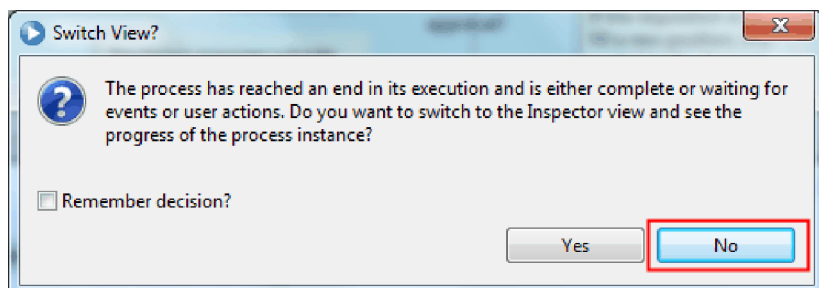 Switch View?
The process has reached an end in its execution and is either complete or waiting for
events or user actions. Do you want to switch to the Inspector view and see the
progress of the process instance?
Remember decision?
Yes No